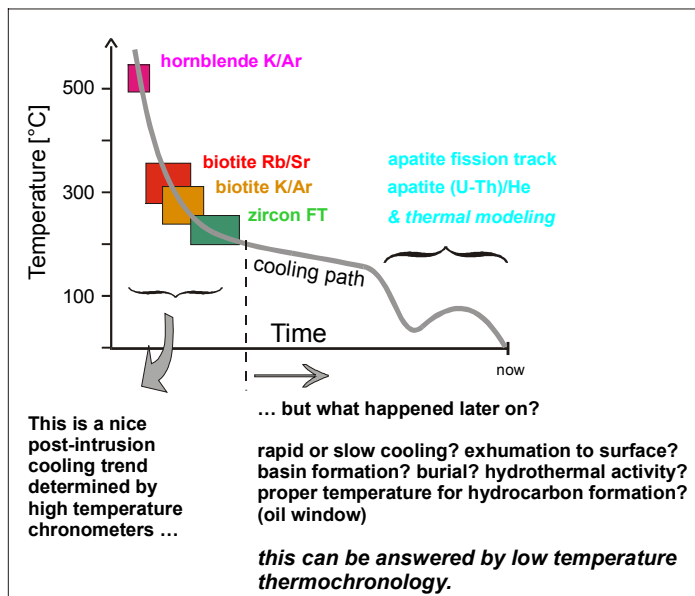 hornblende K/Ar
Temperature [°C]
500
300
100
biotite Rb/Sr
biotite K/Ar
zircon FT
apatite fission track
apatite (U-Th)/He
& thermal modeling
cooling path
Time
now
This is a nice
post-intrusion
cooling trend
determined by
high temperature
chronometers ...
... but what happened later on?
rapid or slow cooling? exhumation to surface?
basin formation? burial? hydrothermal activity?
proper temperature for hydrocarbon formation?
(oil window)
this can be answered by low temperature
thermochronology.